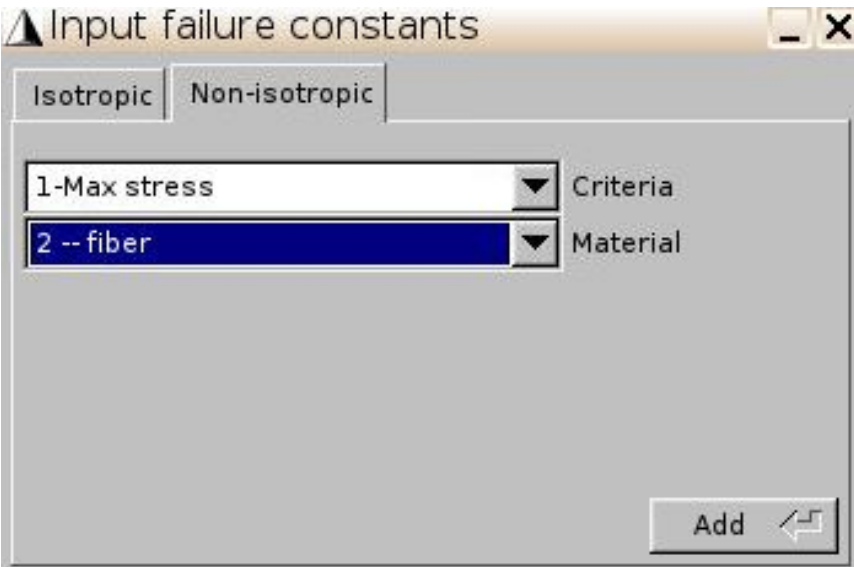 Input failure constants
Isotropic Non-isotropic
1-Max stress Criteria
2 -- fiber Material
Add